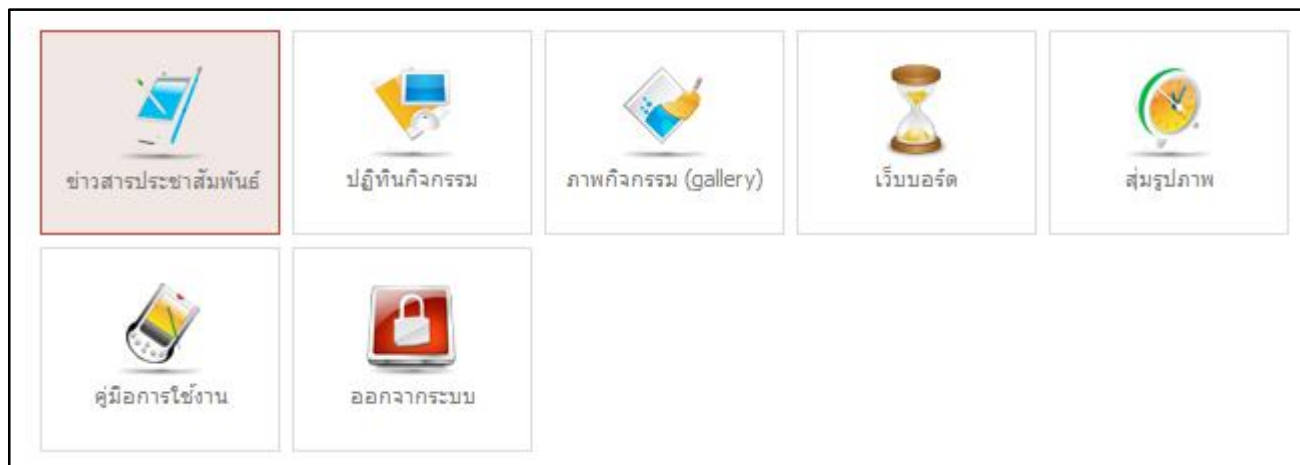 ข่าวสารประชาสัมพันธ์
ปฏิทินกิจกรรม
ภาพกิจกรรม (gallery)
เว็บบอร์ด
สุ่มรูปภาพ
คู่มือการใช้งาน
ออกจากระบบ